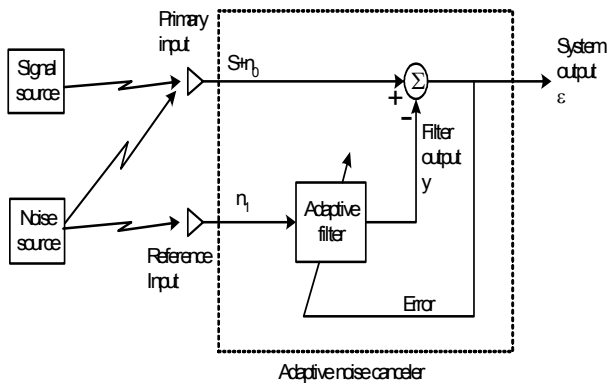 Primary
input
Signal
source
S+n₀
Σ
+
−
System
output
ε
Filter
output
y
Noise
source
n₁
Adaptive
filter
Reference
Input
Error
Adaptive noise canceler